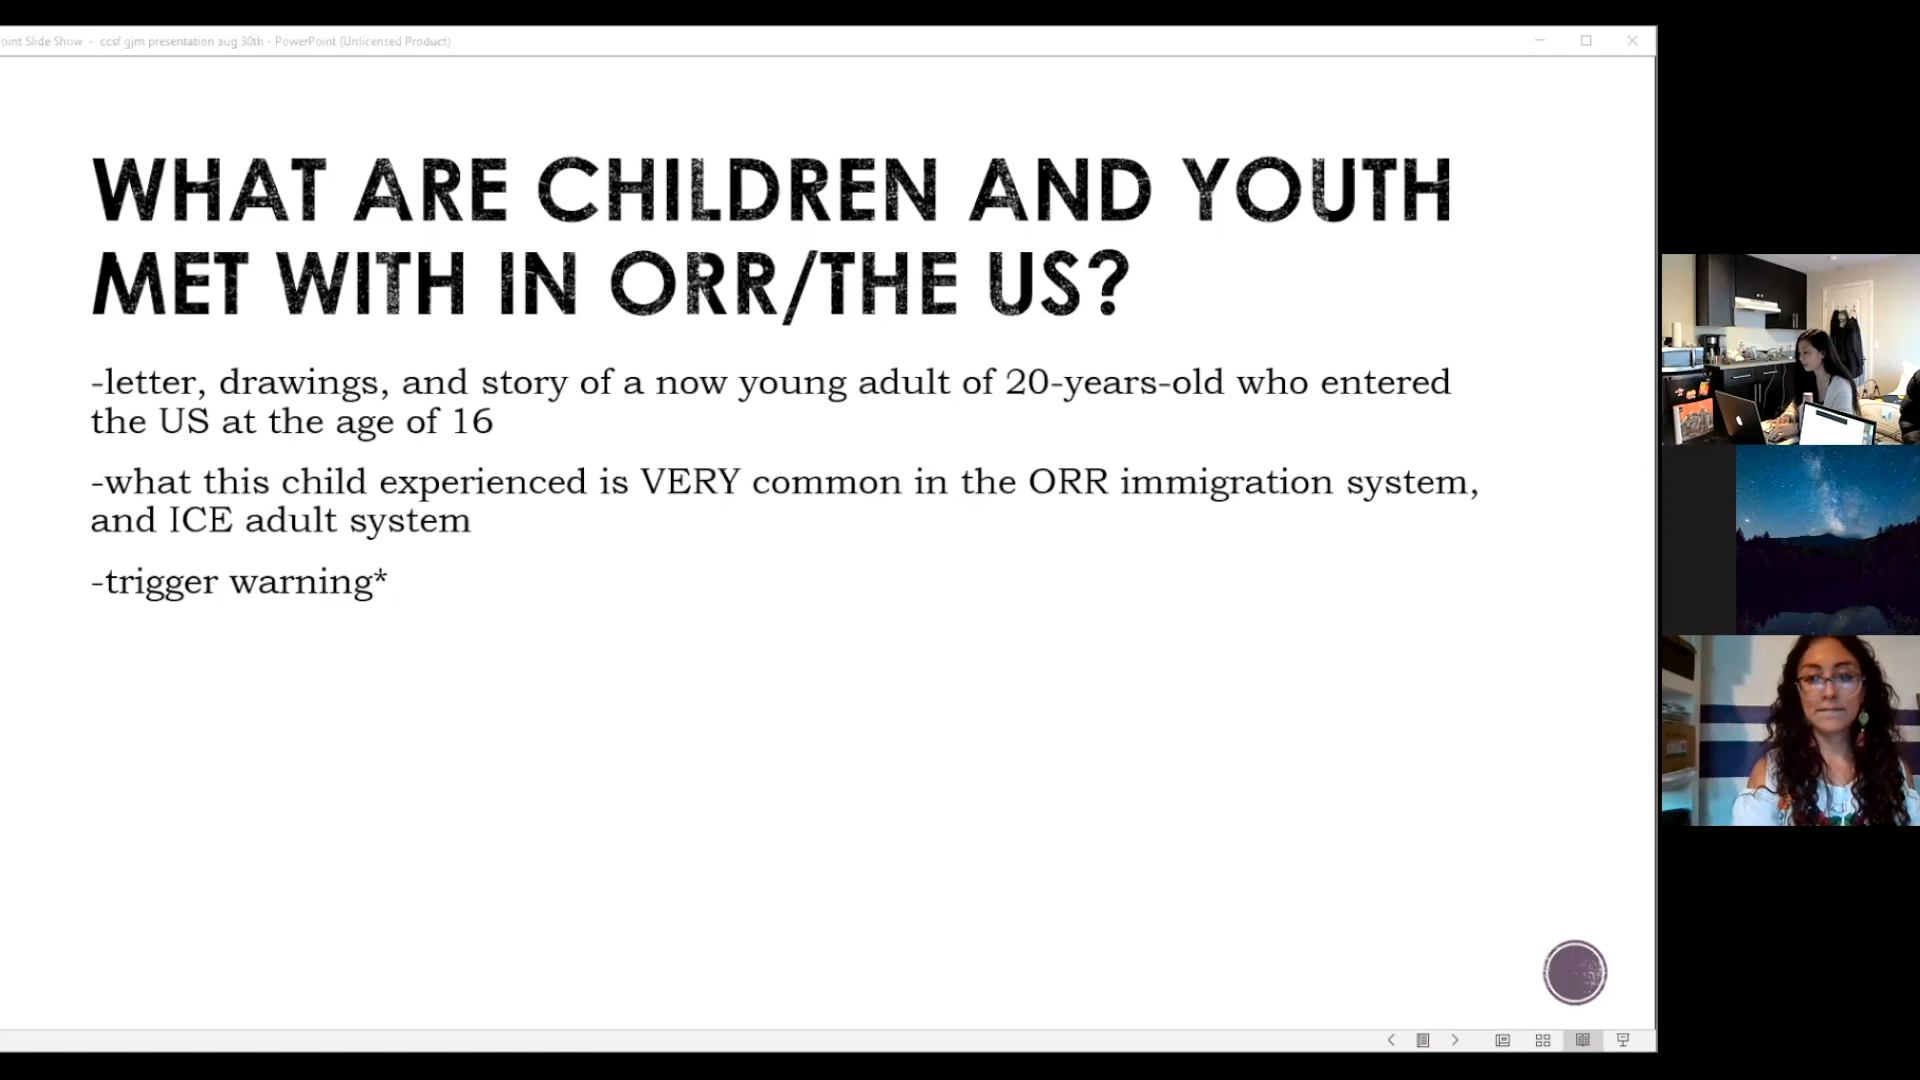 oint Slide Show - ccsf gjm presentation aug 30th - PowerPoint (Unlicensed Product)
WHAT ARE CHILDREN AND YOUTH
MET WITH IN ORR/THE US?
-letter, drawings, and story of a now young adult of 20-years-old who entered
the US at the age of 16
-what this child experienced is VERY common in the ORR immigration system,
and ICE adult system
-trigger warning*